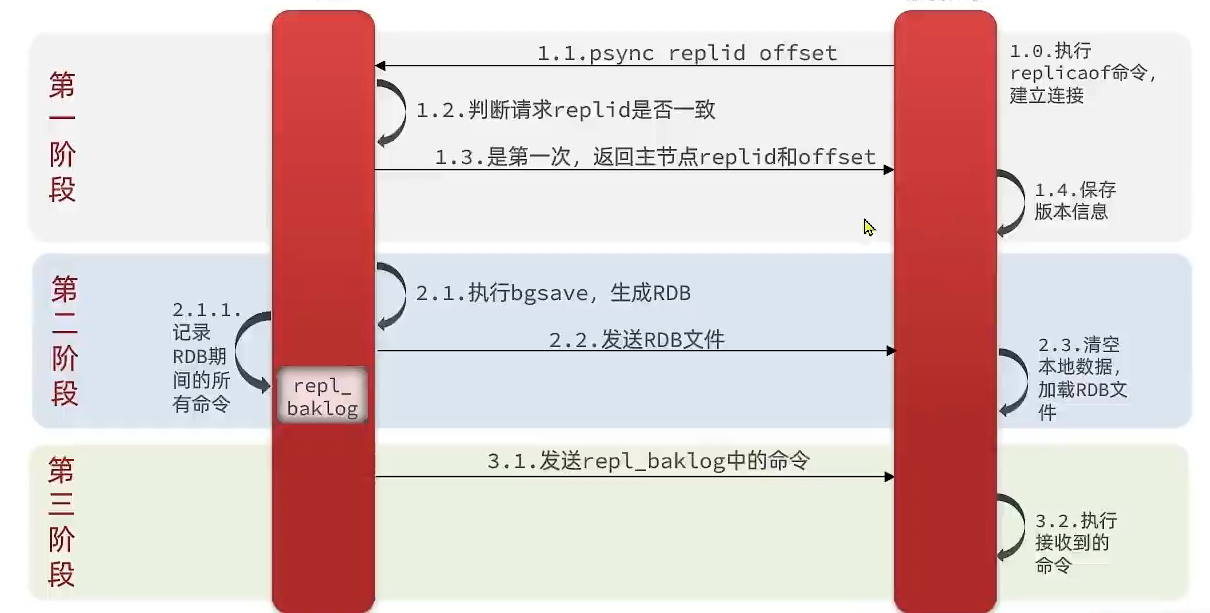 第
一
阶
段
1.1.psync replid offset
1.0.执行
replicaof命令，
建立连接
1.2.判断请求replid是否一致
1.3.是第一次，返回主节点replid和offset
1.4.保存
版本信息
第
二
阶
段
2.1.执行bgsave，生成RDB
2.1.1.
记录
RDB期
间的所
有命令
2.2.发送RDB文件
repl_
baklog
2.3.清空
本地数据，
加载RDB文
件
第
三
阶
段
3.1.发送repl_baklog中的命令
3.2.执行
接收到的
命令